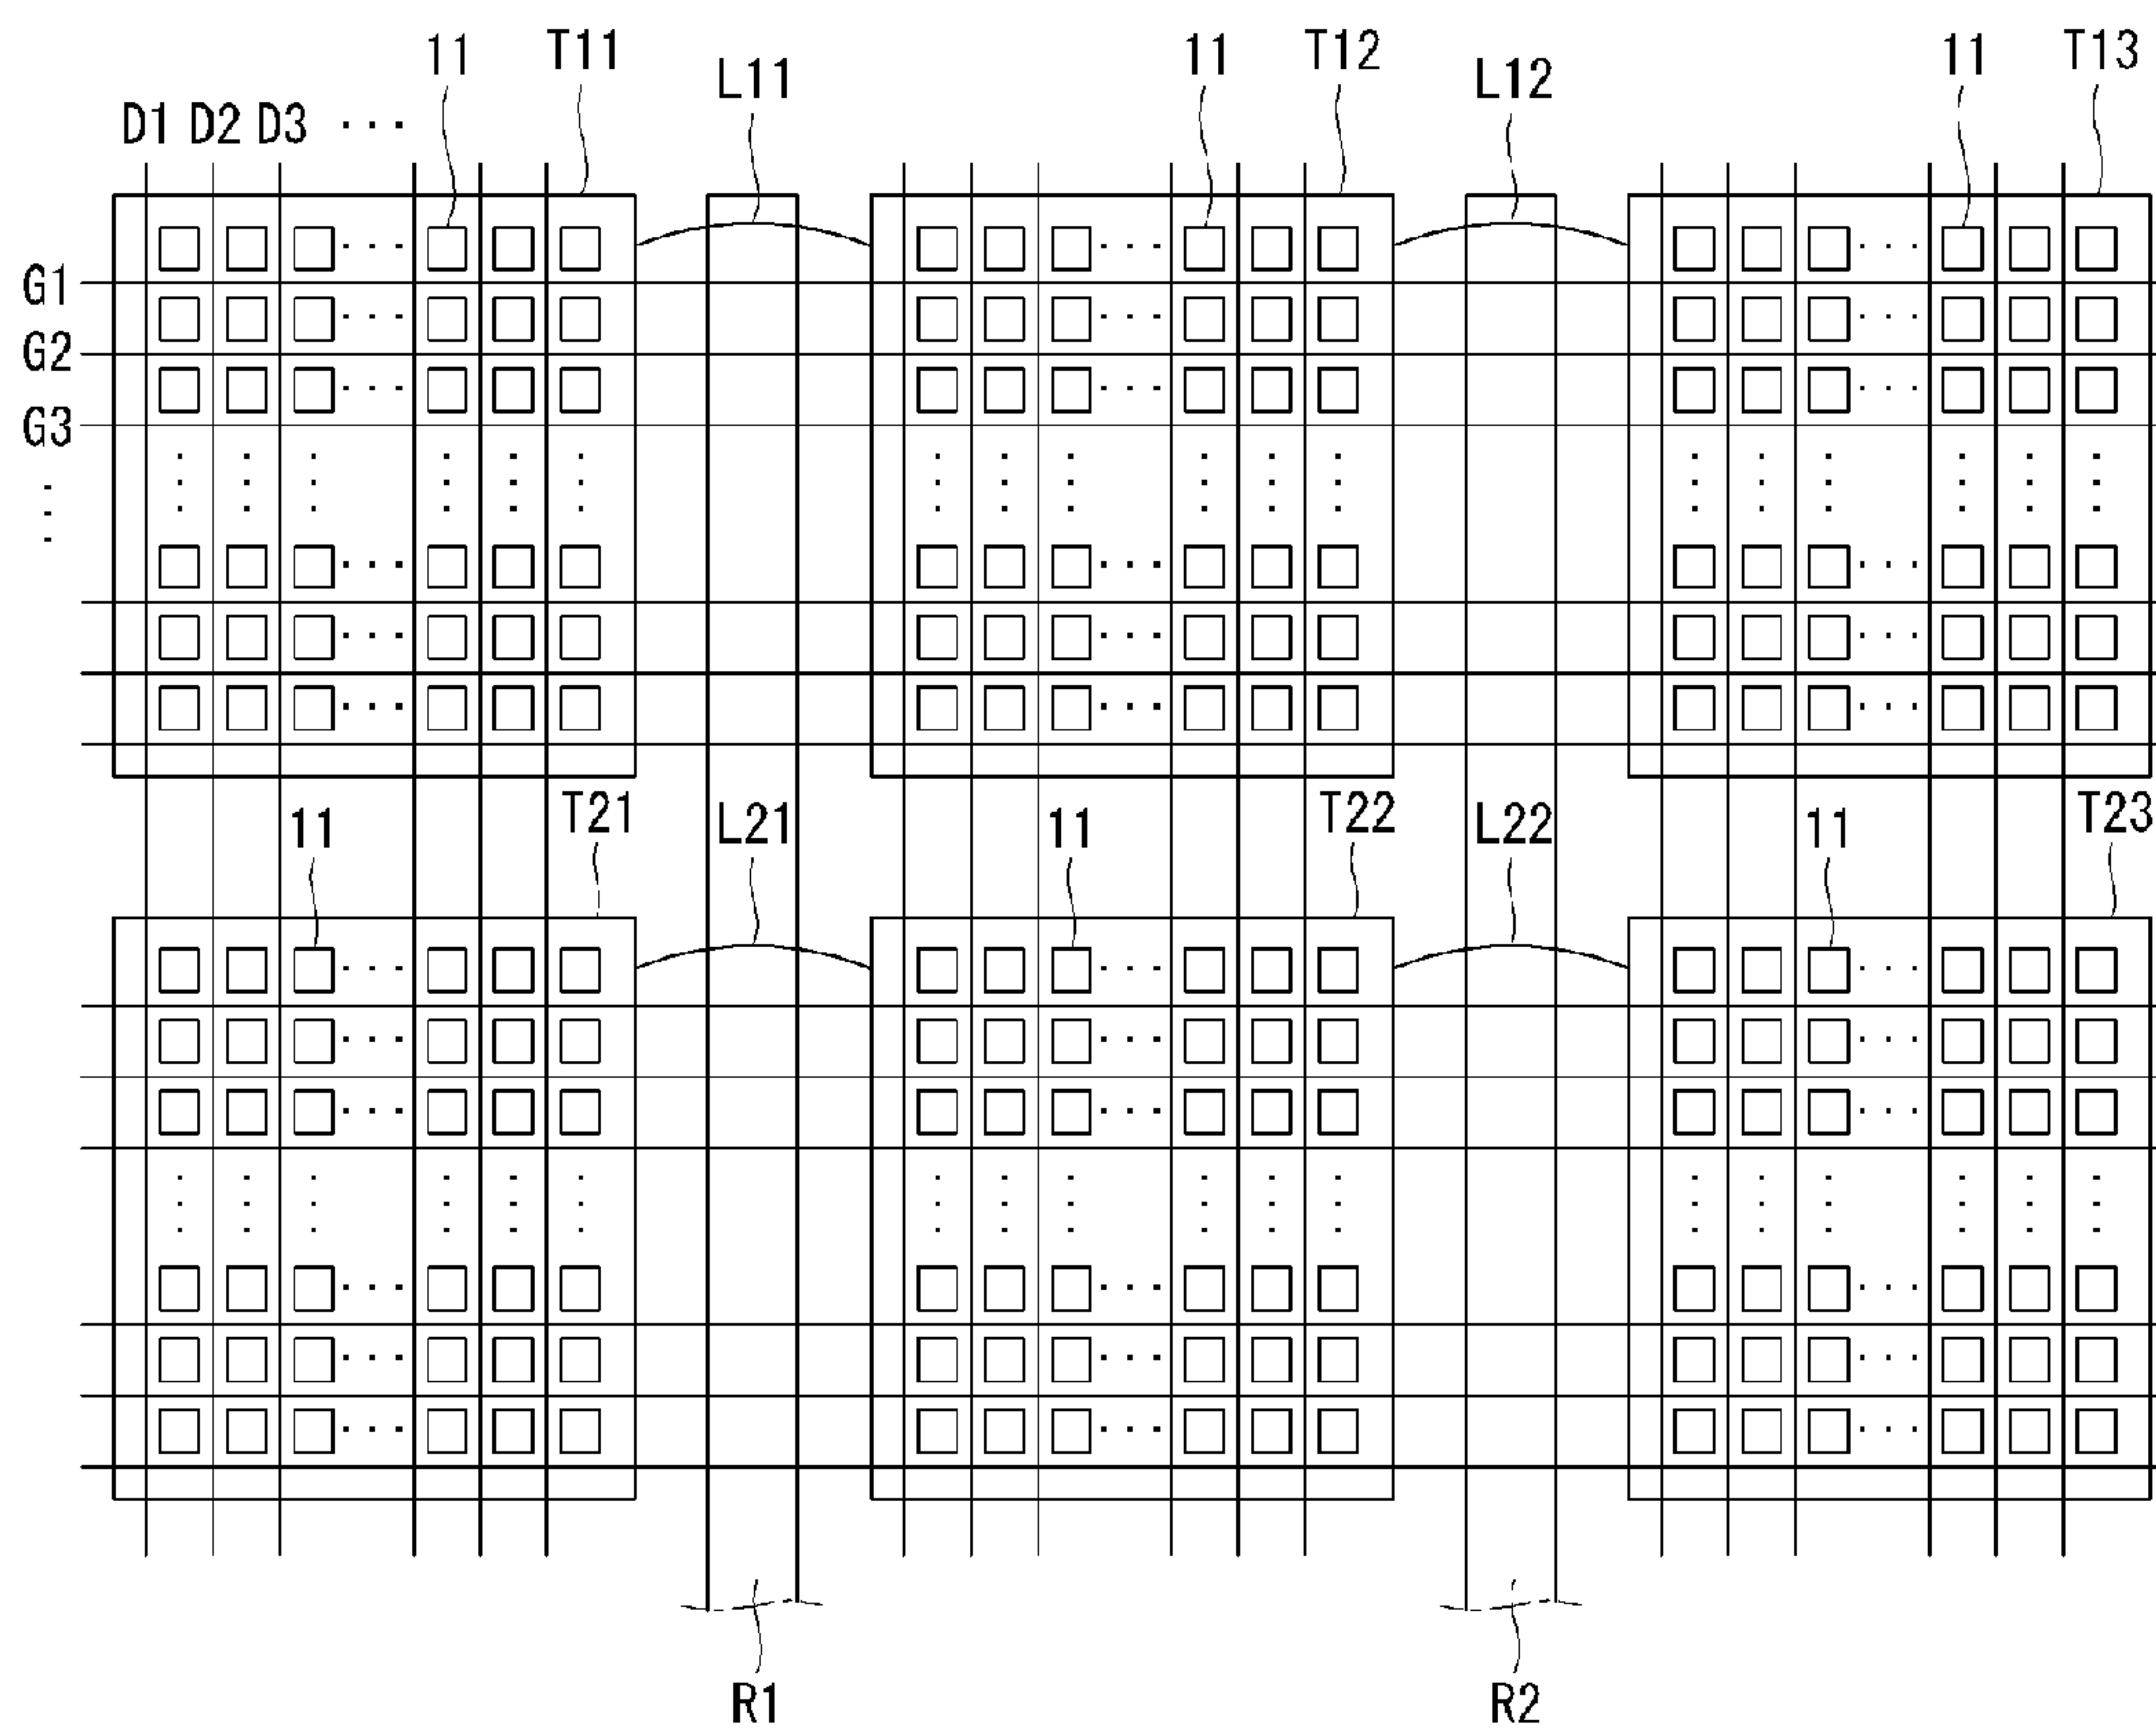 11 T11 L11 11 T12 L12 11 T13
D1 D2 D3 ···
G1
G2
G3
11 T21 L21 11 T22 L22 11 T23
R1 R2